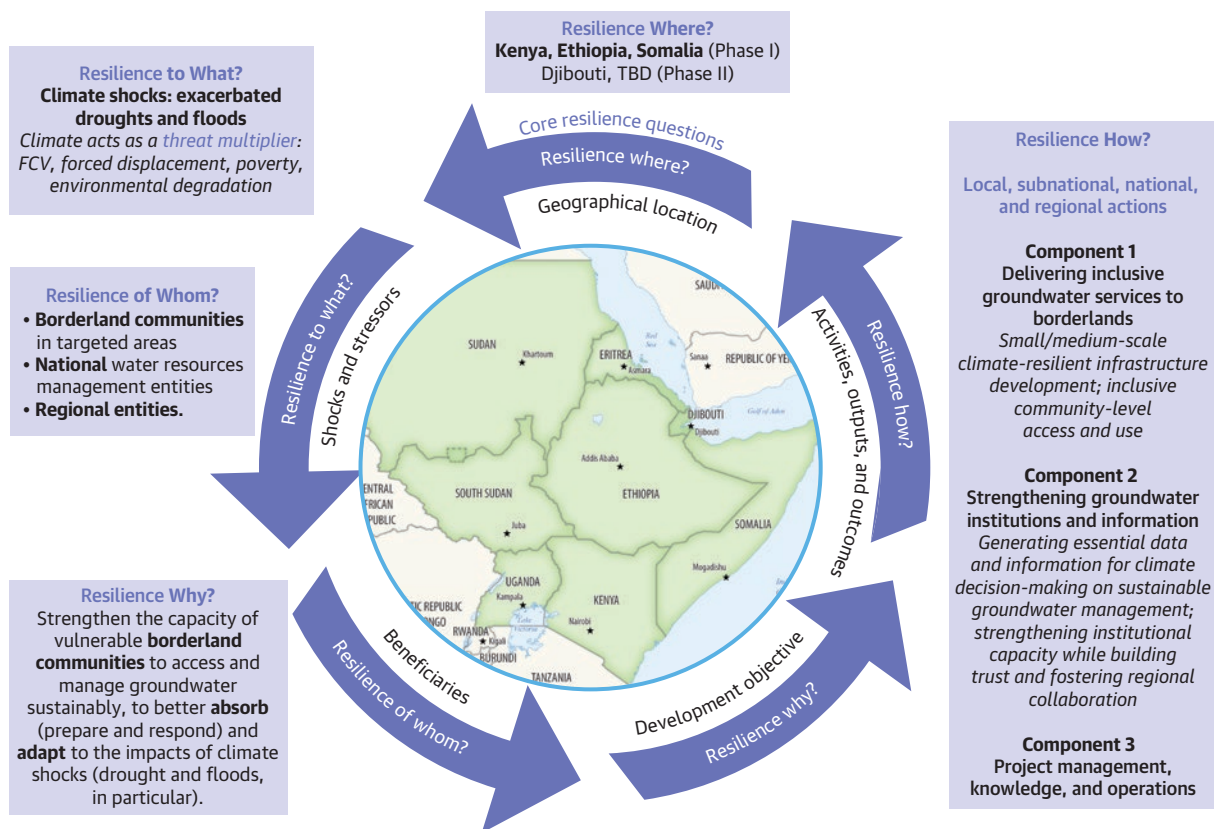 Resilience Where?
Kenya, Ethiopia, Somalia (Phase I)
Djibouti, TBD (Phase II)
Resilience to What?
Climate shocks: exacerbated
droughts and floods
Climate acts as a threat multiplier:
FCV, forced displacement, poverty,
environmental degradation
Resilience of Whom?
• Borderland communities
in targeted areas
• National water resources
management entities
• Regional entities.
Resilience Why?
Strengthen the capacity of
vulnerable borderland
communities to access and
manage groundwater
sustainably, to better absorb
(prepare and respond) and
adapt to the impacts of climate
shocks (drought and floods,
in particular).
Core resilience questions
Resilience where?
Geographical location
Resilience to what?
Shocks and stressors
Resilience of whom?
Beneficiaries
Resilience why?
Development objective
Resilience how?
Activities, outputs, and outcomes
SUDAN
Khartoum
ERITREA
Asmara
Red
Sea
SAUD
Sanaa
REPUBLIC OF YE
DJIBOUTI
Djibouti
Gulf of Aden
Addis Ababa
ETHIOPIA
SOUTH SUDAN
Juba
ENTRAL
FRICAN
PUBLIC
SOMALIA
Mogadishu
UGANDA
Kampala
KENYA
Nairobi
Lake
Victoria
TIC REPUBLIC
ONGO
RWANDA
Kigali
BURUNDI
TANZANIA
Resilience How?
Local, subnational, national,
and regional actions
Component 1
Delivering inclusive
groundwater services to
borderlands
Small/medium-scale
climate-resilient infrastructure
development; inclusive
community-level
access and use
Component 2
Strengthening groundwater
institutions and information
Generating essential data
and information for climate
decision-making on sustainable
groundwater management;
strengthening institutional
capacity while building
trust and fostering regional
collaboration
Component 3
Project management,
knowledge, and operations